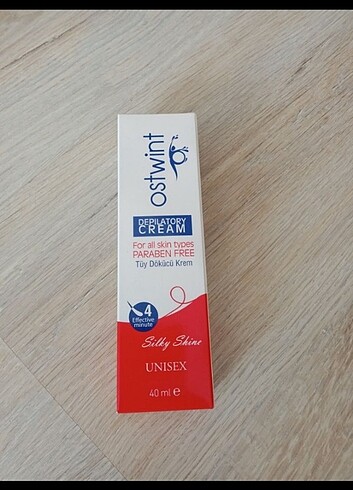 ostwint
DEPILATORY
CREAM
For all skin types
PARABEN FREE
Tüy Dökücü Krem
4
Effective
minute
Silky Shine
UNISEX
40 ml e